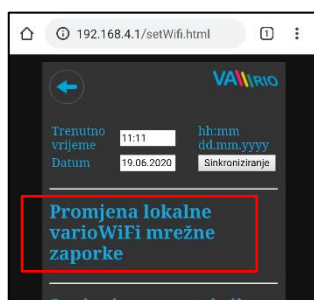 192.168.4.1/setWifi.html
1
VARIO
Trenutno vrijeme 11:11 hh:mm
Datum 19.06.2020 dd.mm.yyyy
Sinkroniziranje
Promjena lokalne
varioWiFi mrežne
zaporke